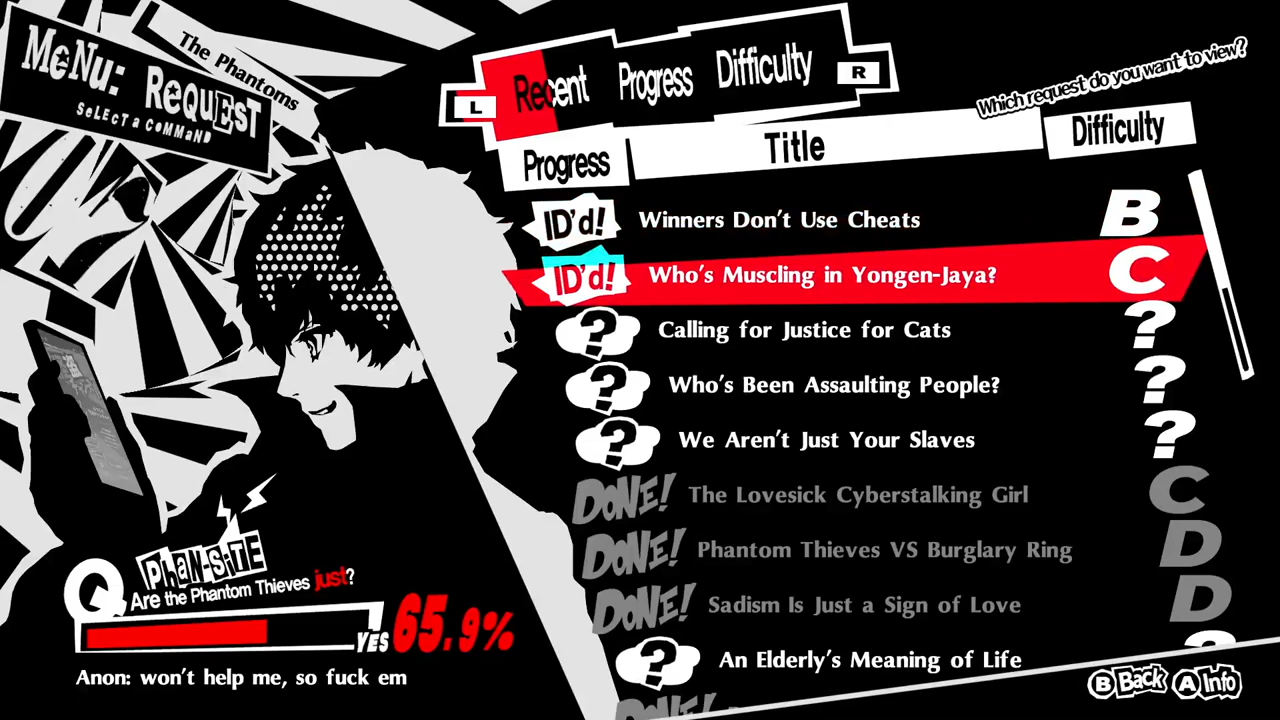 MeNu: RequEST
SeLEcT a CoMMaND
The Phantoms
L
Recent
Progress
Difficulty
R
Which request do you want to view?
Progress
Title
Difficulty
ID'd! Winners Don't Use Cheats B
ID'd! Who's Muscling in Yongen-Jaya? C
? Calling for Justice for Cats ?
? Who's Been Assaulting People? ?
? We Aren't Just Your Slaves ?
DONE! The Lovesick Cyberstalking Girl C
DONE! Phantom Thieves VS Burglary Ring D
DONE! Sadism Is Just a Sign of Love D
? An Elderly's Meaning of Life
PhaN-SiTE
Q Are the Phantom Thieves just?
YES 65.9%
Anon: won't help me, so fuck em
B Back A Info